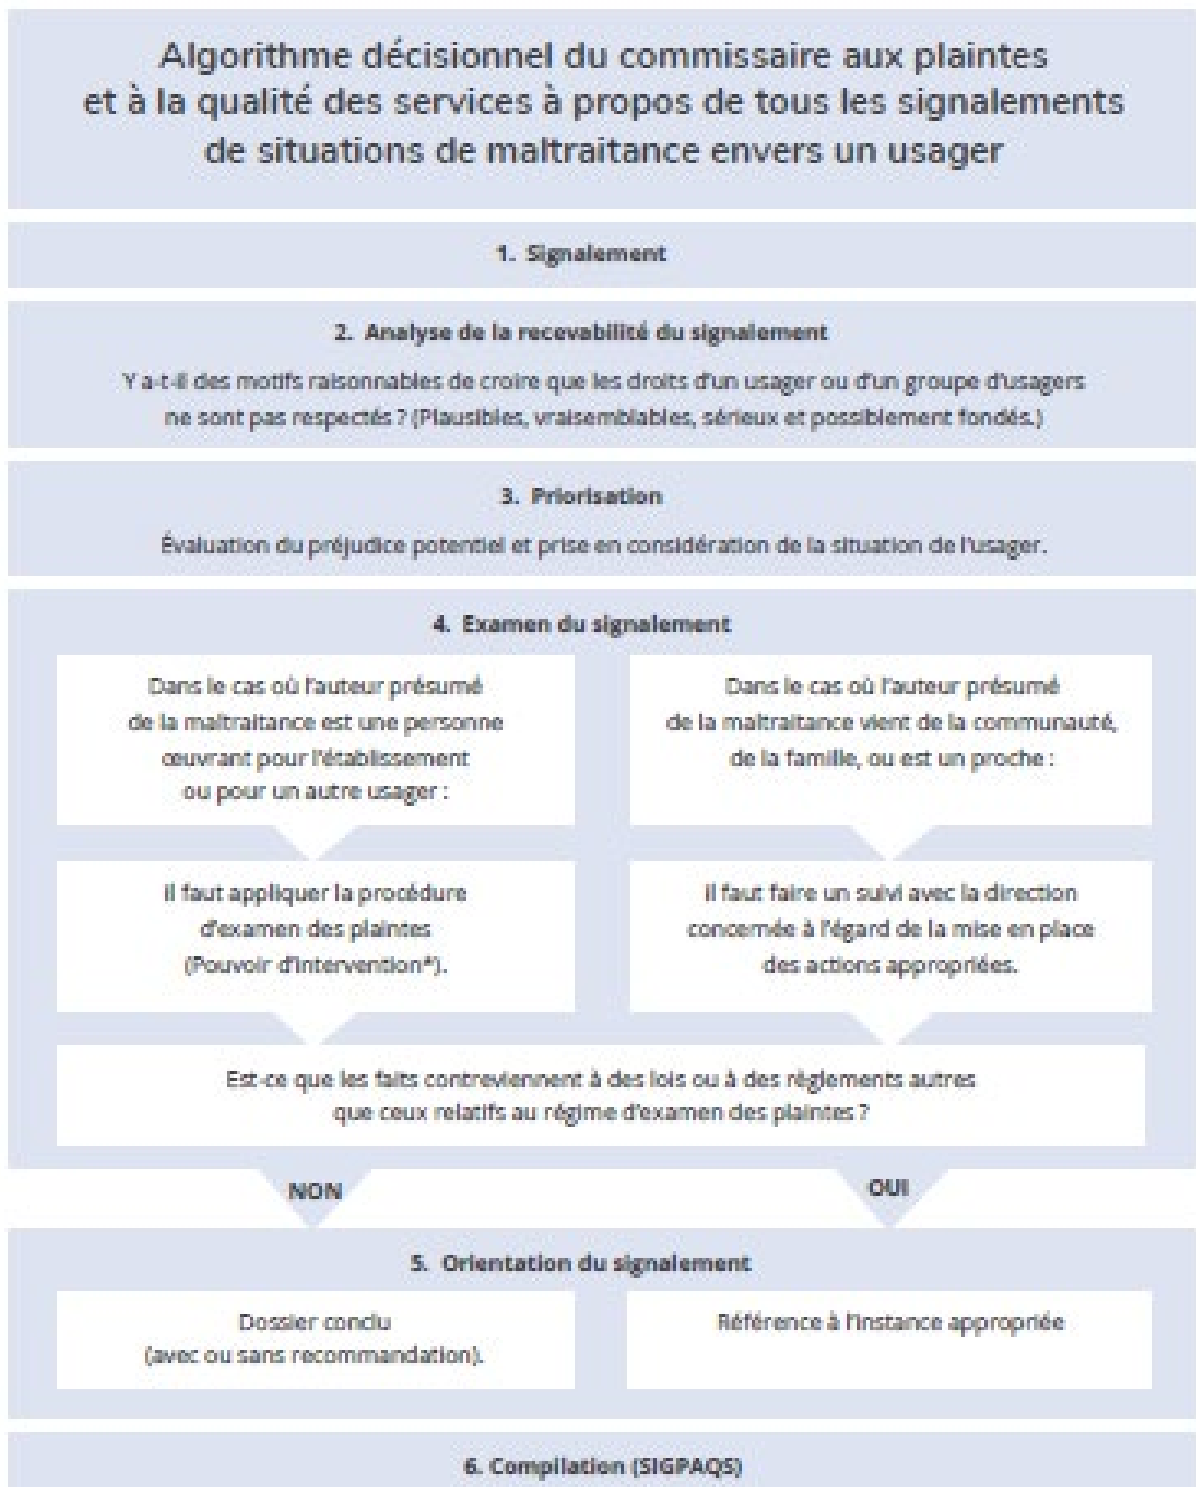 Algorithme décisionnel du commissaire aux plaintes
et à la qualité des services à propos de tous les signalements
de situations de maltraitance envers un usager
1. Signalement
2. Analyse de la recevabilité du signalement
Y a-t-il des motifs raisonnables de croire que les droits d'un usager ou d'un groupe d'usagers
ne sont pas respectés ? (Plausibles, vraisemblables, sérieux et possiblement fondés.)
3. Priorisation
Évaluation du préjudice potentiel et prise en considération de la situation de l'usager.
4. Examen du signalement
Dans le cas où l'auteur présumé
de la maltraitance est une personne
œuvrant pour l'établissement
ou pour un autre usager :
il faut appliquer la procédure
d'examen des plaintes
(Pouvoir d'intervention*).
Dans le cas où l'auteur présumé
de la maltraitance vient de la communauté,
de la famille, ou est un proche :
il faut faire un suivi avec la direction
concernée à l'égard de la mise en place
des actions appropriées.
Est-ce que les faits contreviennent à des lois ou à des règlements autres
que ceux relatifs au régime d'examen des plaintes ?
NON
OUI
5. Orientation du signalement
Dossier conclu
(avec ou sans recommandation).
Référence à l'instance appropriée
6. Compilation (SIGPAQS)